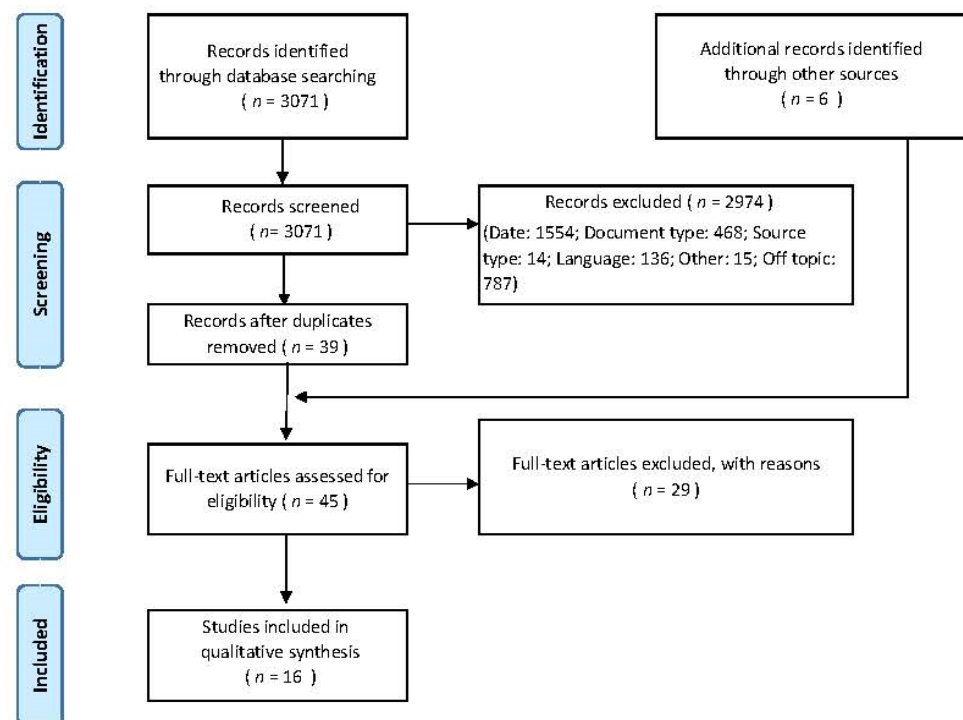 Identification
Records identified
through database searching
( n = 3071 )
Additional records identified
through other sources
( n = 6 )
Screening
Records screened
(n= 3071 )
Records excluded ( n = 2974 )
(Date: 1554; Document type: 468; Source
type: 14; Language: 136; Other: 15; Off topic:
787)
Records after duplicates
removed ( n = 39 )
Eligibility
Full-text articles assessed for
eligibility ( n = 45 )
Full-text articles excluded, with reasons
( n = 29 )
Included
Studies included in
qualitative synthesis
( n = 16 )